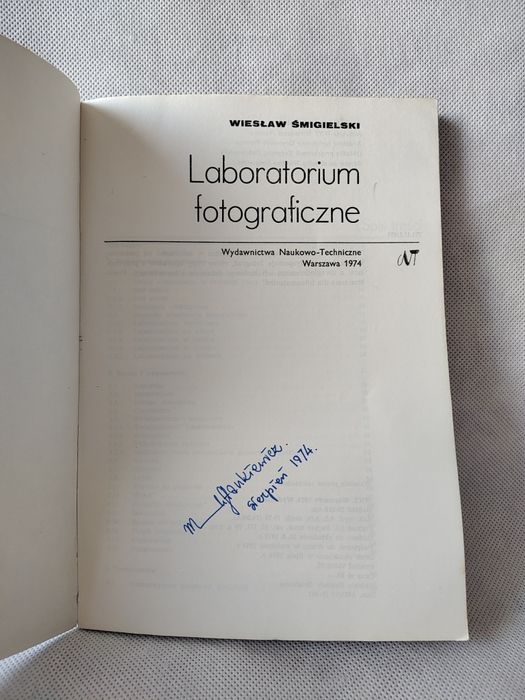 WIESŁAW ŚMIGIELSKI
Laboratorium
fotograficzne
Wydawnictwa Naukowo-Techniczne
Warszawa 1974
sierpień 1974.